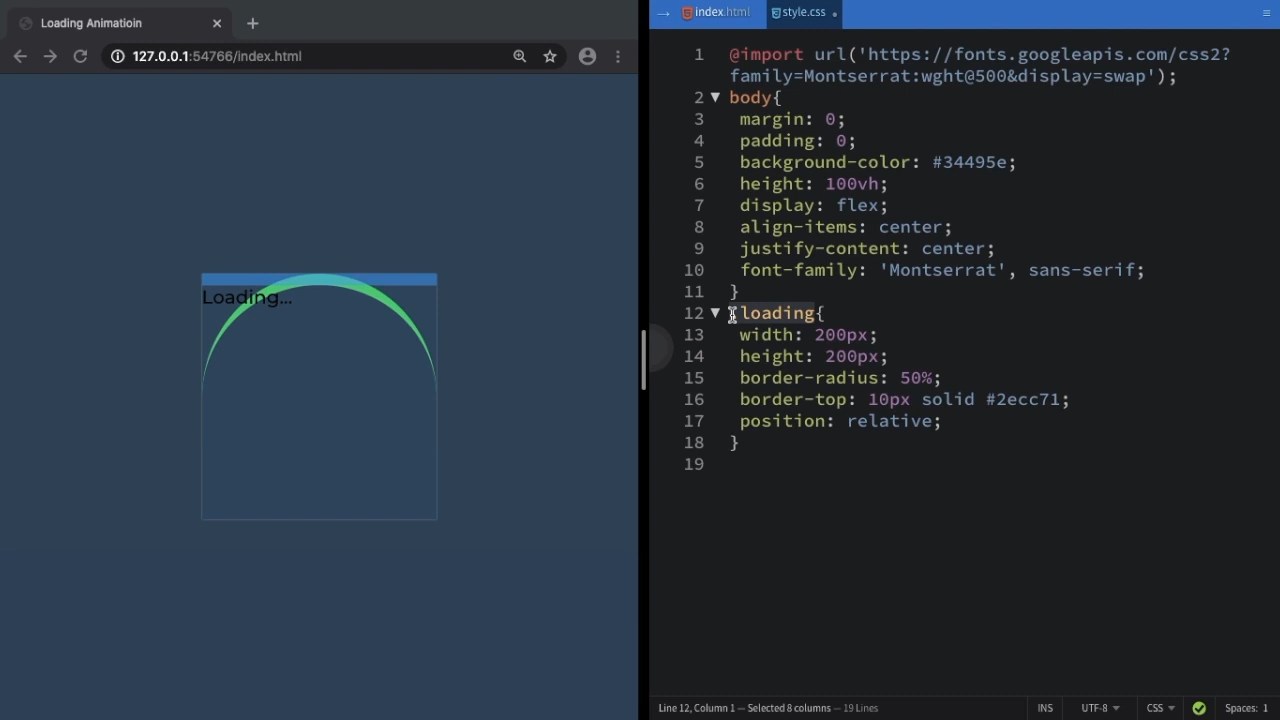 Loading Animatioin
127.0.0.1:54766/index.html
Loading...
index.html
style.css
1 @import url('https://fonts.googleapis.com/css2?
family=Montserrat:wght@500&display=swap');
2 body{
3 margin: 0;
4 padding: 0;
5 background-color: #34495e;
6 height: 100vh;
7 display: flex;
8 align-items: center;
9 justify-content: center;
10 font-family: 'Montserrat', sans-serif;
11 }
12 loading{
13 width: 200px;
14 height: 200px;
15 border-radius: 50%;
16 border-top: 10px solid #2ecc71;
17 position: relative;
18 }
19
Line 12, Column 1 — Selected 8 columns — 19 Lines
INS
UTF-8
CSS
Spaces: 1